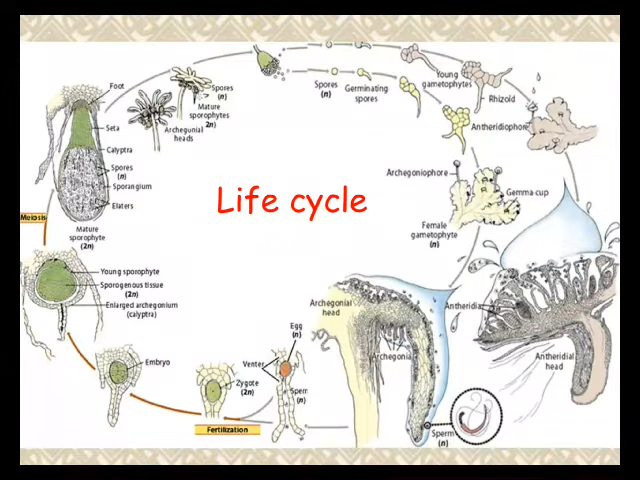 Foot
Spores
(n)
Mature
sporophytes
2n)
Archegunial
heads
Seta
Calyptra
Spores
(n)
Sporangium
Elaters
Mature
sporophyte
(2n)
Meiosis
Spores
(n)
Germinating
spores
Young
gametophytes
Rhizoid
Antheridiophore
Archegoniophore
Gemma cup
Female
gametophyte
(n)
Life cycle
Young sporophyte
Sporogenous tissue
(2n)
Enlarged archegonium
(calyptra)
Embryo
Zygote
(2n)
Fertilization
Venter
Egg
(n)
Sperm
(n)
Archegonial
head
Archegonia
Antheridia
Antheridial
head
Sperm
(n)